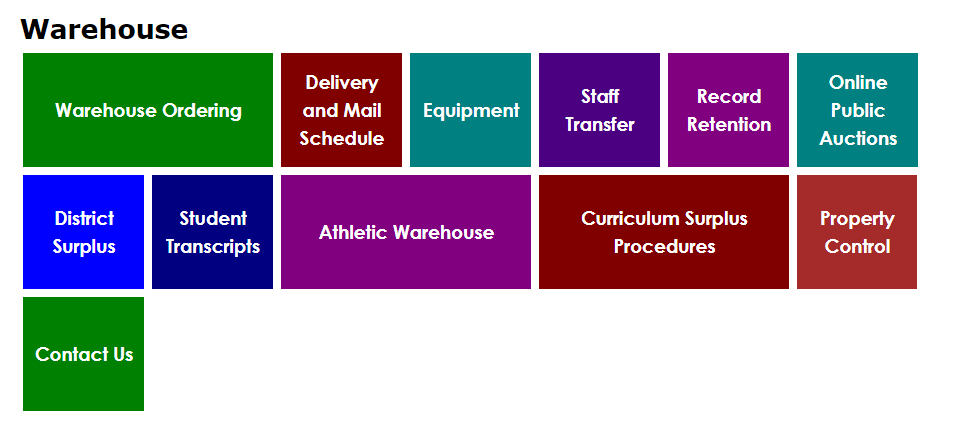 Warehouse
Warehouse Ordering
Delivery
and Mail
Schedule
Equipment
Staff
Transfer
Record
Retention
Online
Public
Auctions
District
Surplus
Student
Transcripts
Athletic Warehouse
Curriculum Surplus
Procedures
Property
Control
Contact Us